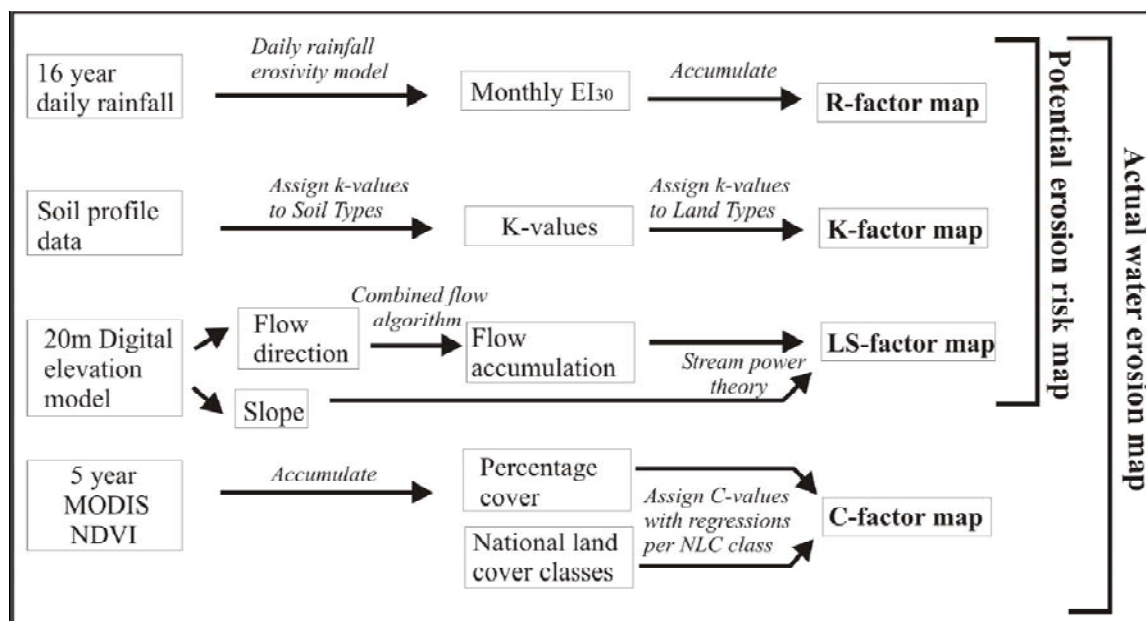 16 year
daily rainfall
Daily rainfall
erosivity model
Monthly EI30
Accumulate
R-factor map
Soil profile
data
Assign k-values
to Soil Types
K-values
Assign k-values
to Land Types
K-factor map
20m Digital
elevation
model
Flow
direction
Combined flow
algorithm
Flow
accumulation
Slope
Stream power
theory
LS-factor map
5 year
MODIS
NDVI
Accumulate
Percentage
cover
National land
cover classes
Assign C-values
with regressions
per NLC class
C-factor map
Potential erosion risk map
Actual water erosion map